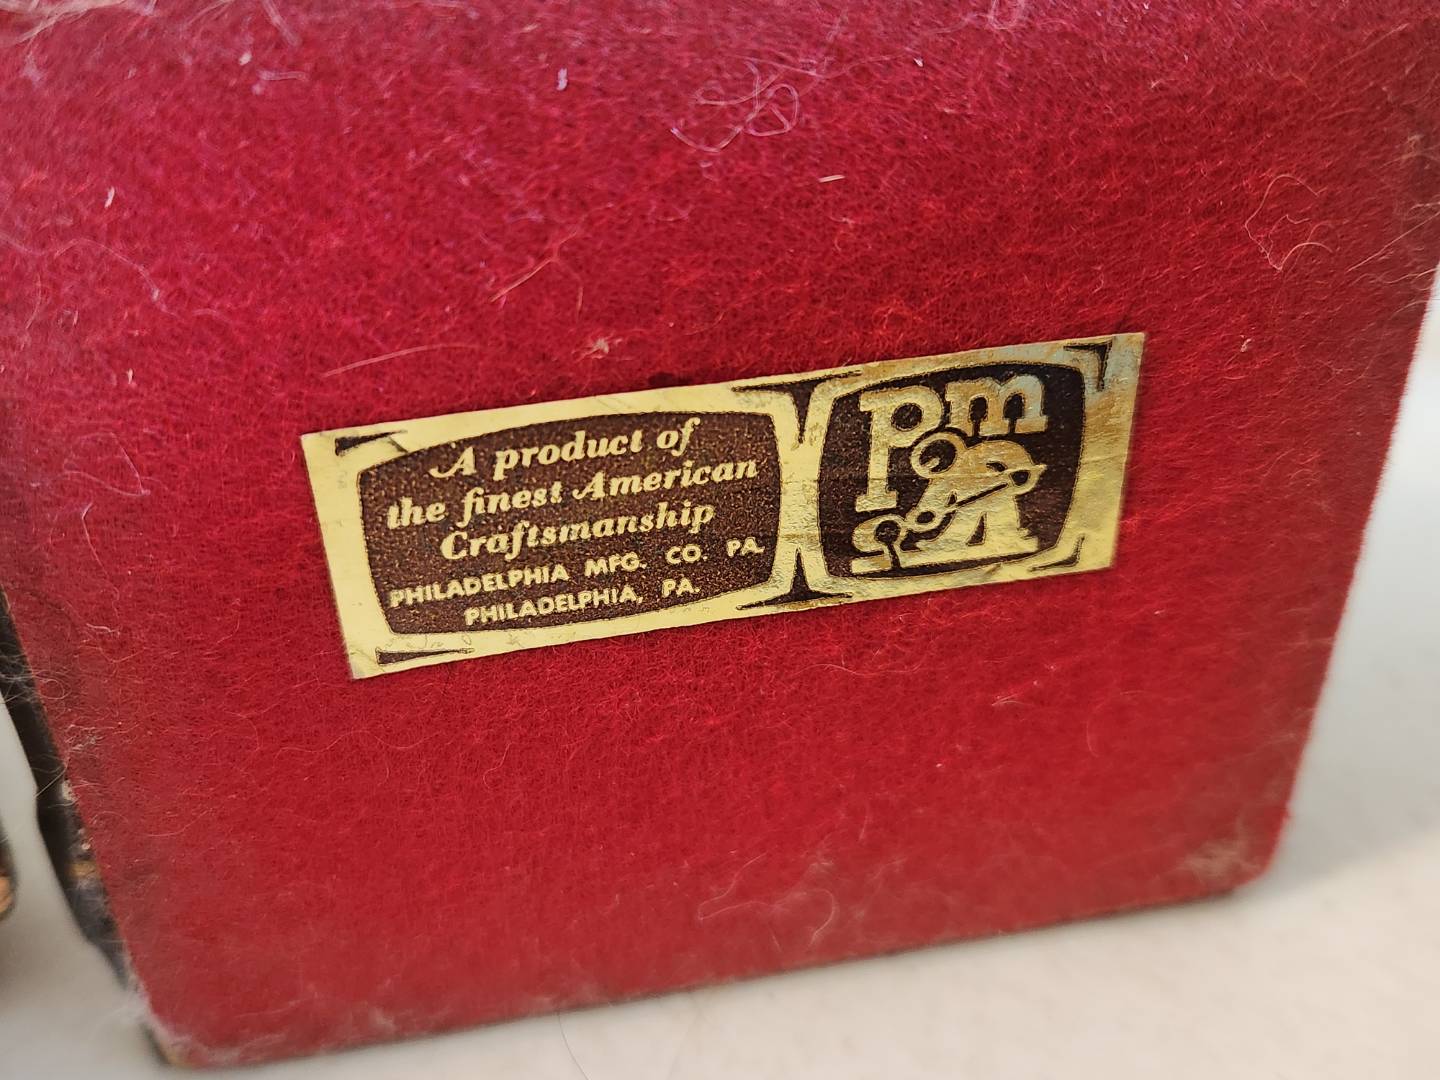 A product of
the finest American
Craftsmanship
PHILADELPHIA MFG. CO. PA.
PHILADELPHIA, PA.
Pm